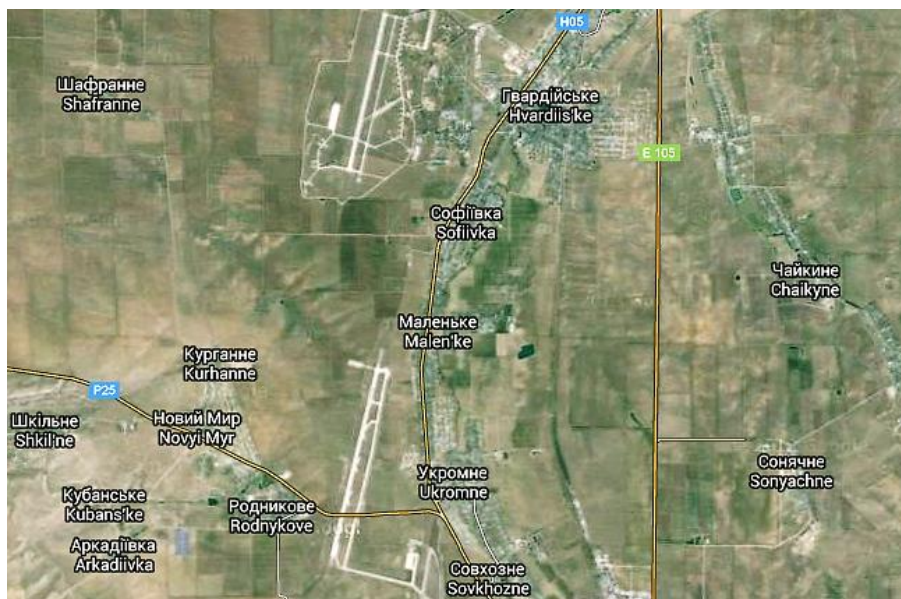 H05
Шафранне
Shafranne
Гвардійське
Hvardiis'ke
E 105
Софіївка
Sofiivka
Чайкине
Chaikyne
Маленьке
Malen'ke
Курганне
Kurhanne
P25
Шкільне
Shkil'ne
Новий Мир
Novyi Myr
Укромне
Ukromne
Сонячне
Sonyachne
Кубанське
Kubans'ke
Родникове
Rodnykove
Аркадіївка
Arkadiivka
Совхозне
Sovkhozne